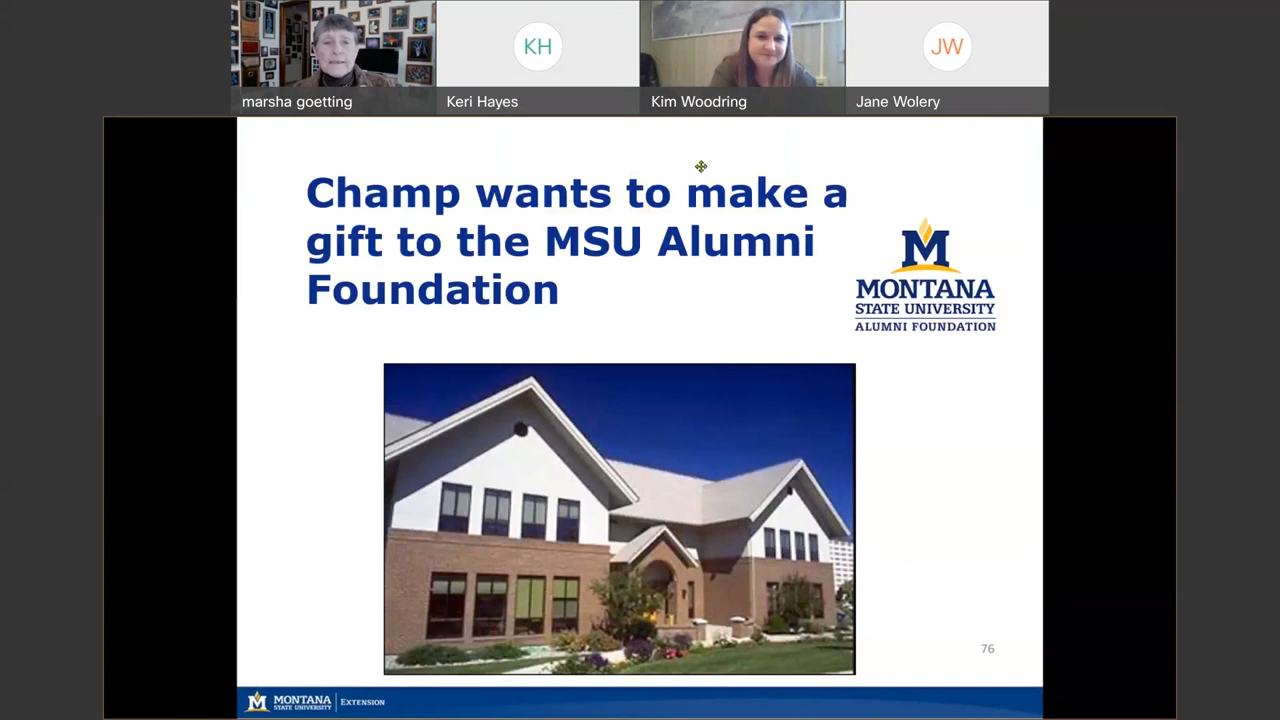 KH
JW
marsha goetting
Keri Hayes
Kim Woodring
Jane Wolery
Champ wants to make a
gift to the MSU Alumni
Foundation
M
MONTANA
STATE UNIVERSITY
ALUMNI FOUNDATION
76
M
MONTANA
STATE UNIVERSITY
EXTENSION